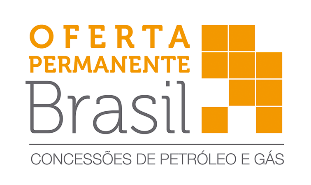 OFERTA
PERMANENTE
Brasil
CONCESSÕES DE PETRÓLEO E GÁS